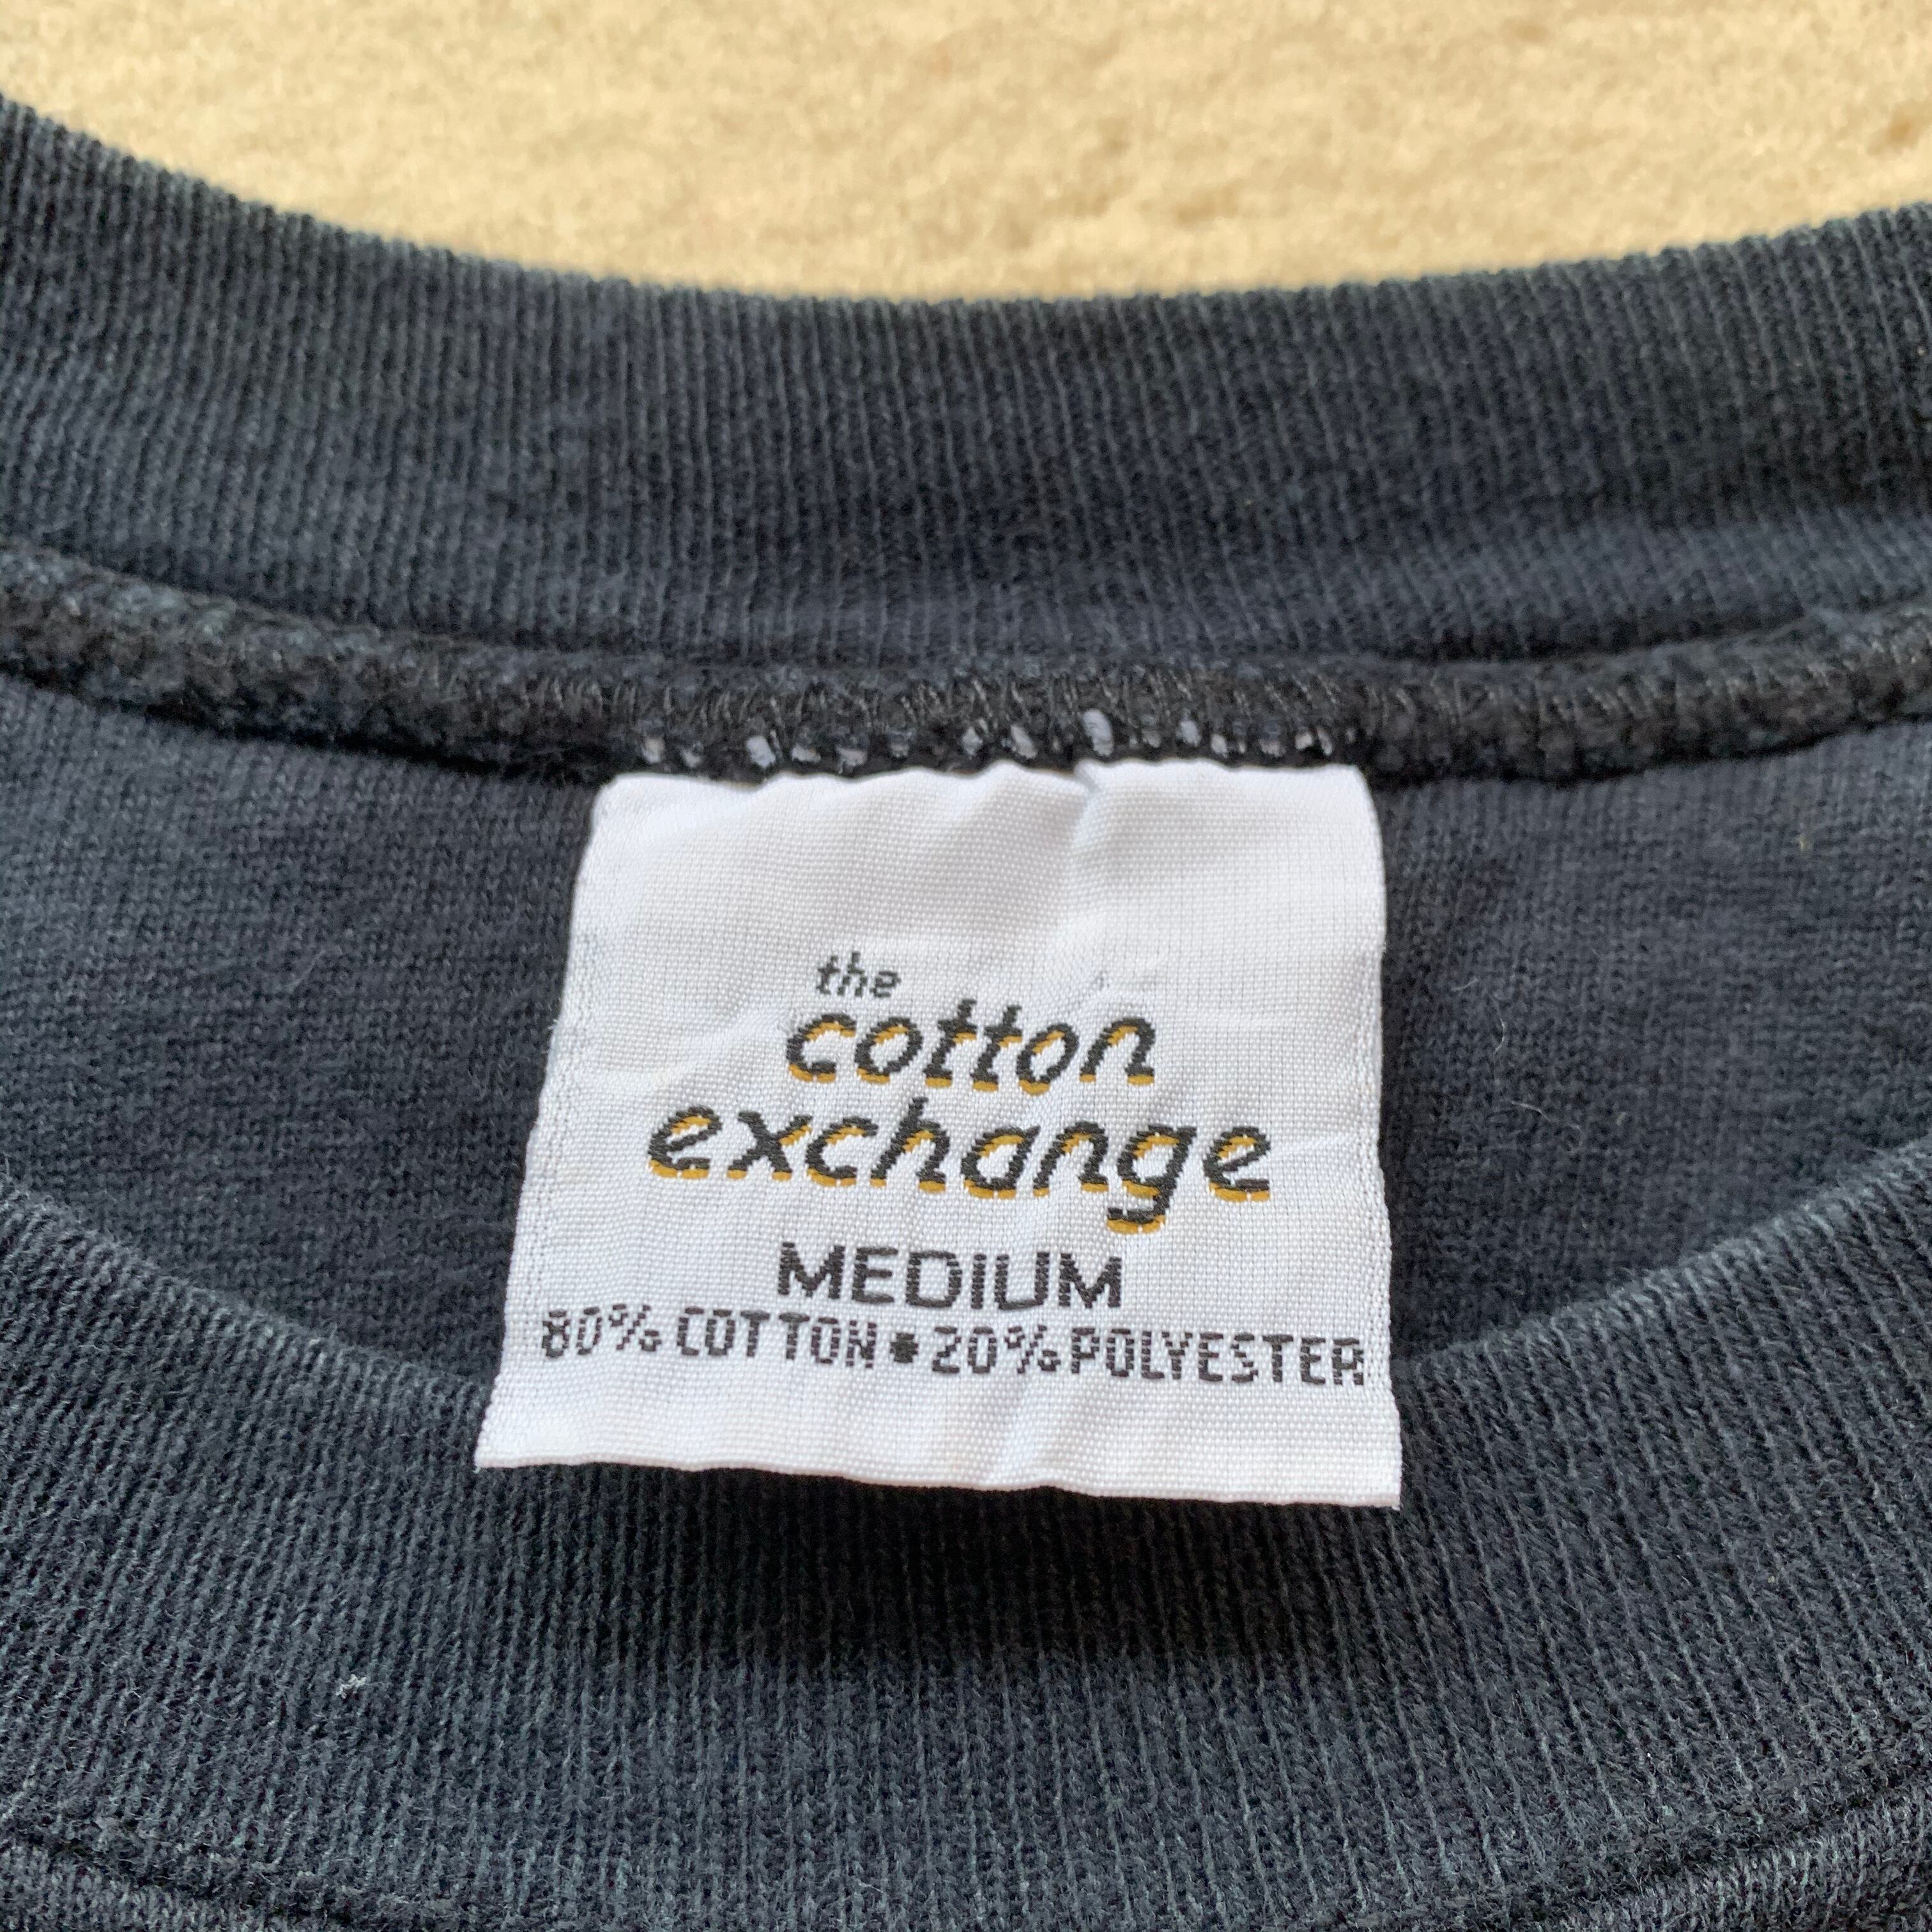 the
cotton
exchange
MEDIUM
80% COTTON • 20% POLYESTER